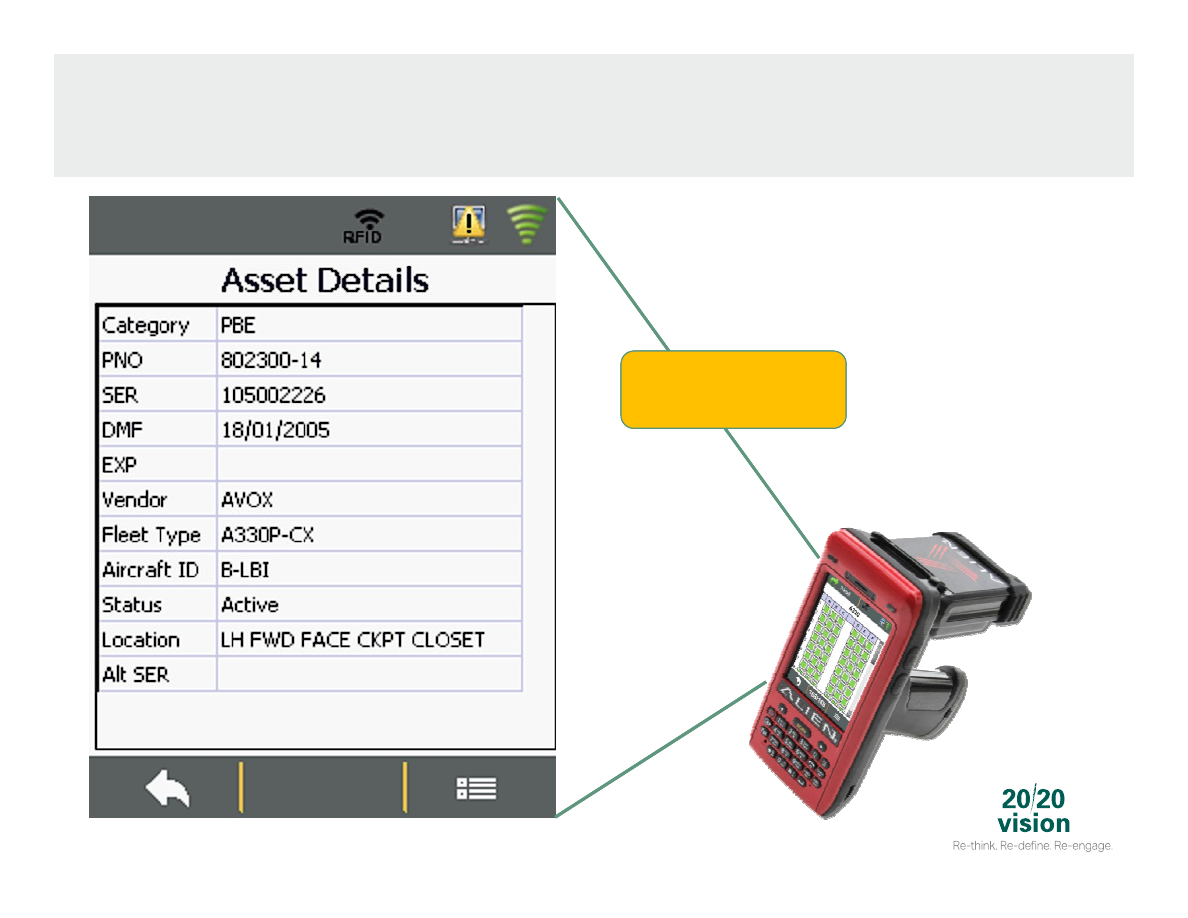 RFID
Asset Details
Category PBE
PNO 802300-14
SER 105002226
DMF 18/01/2005
EXP
Vendor AVOX
Fleet Type A330P-CX
Aircraft ID B-LBI
Status Active
Location LH FWD FACE CKPT CLOSET
Alt SER
ALIEN
ALIEN
20/20
vision
Re-think. Re-define. Re-engage.